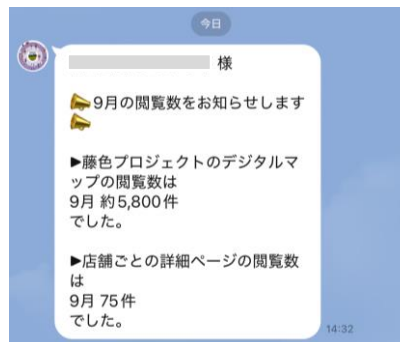 今日
様
📣9月の閲覧数をお知らせします
📣
▶藤色プロジェクトのデジタルマ
ップの閲覧数は
9月 約5,800件
でした。
▶店舗ごとの詳細ページの閲覧数
は
9月 75件
でした。
14:32